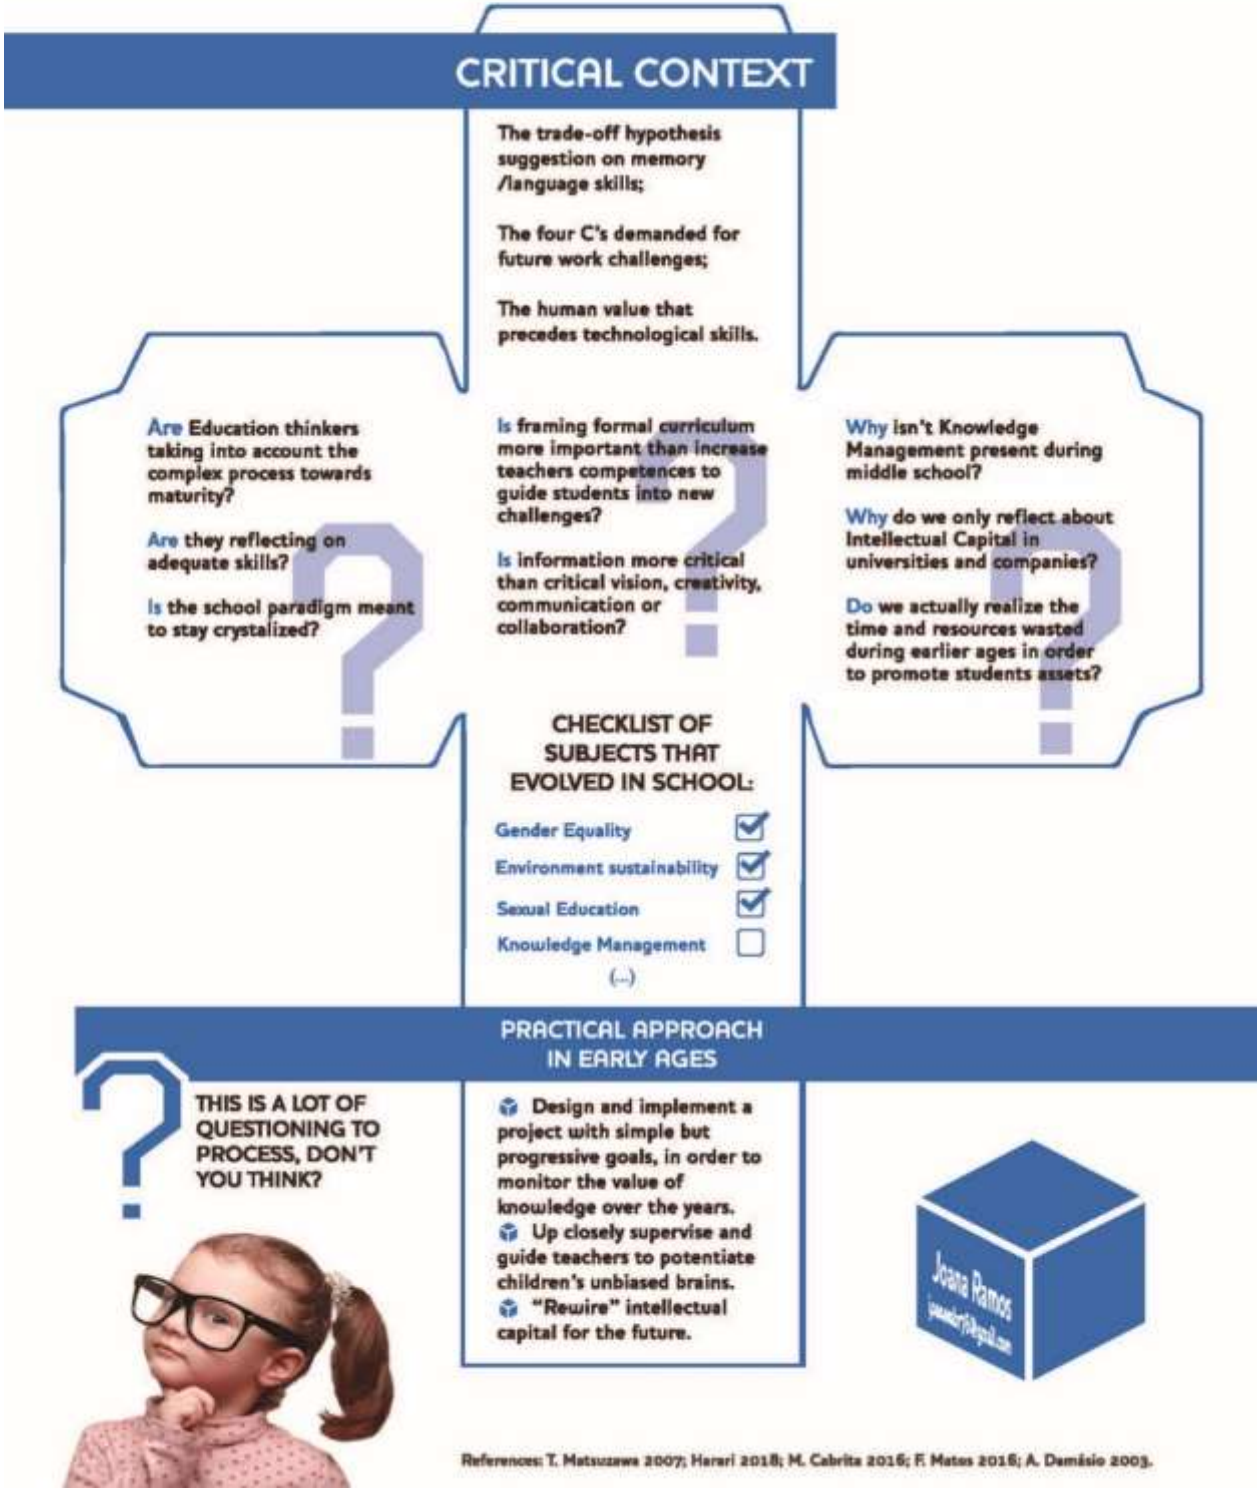 CRITICAL CONTEXT
The trade-off hypothesis
suggestion on memory
/language skills;
The four C's demanded for
future work challenges;
The human value that
precedes technological skills.
Are Education thinkers
taking into account the
complex process towards
maturity?
Are they reflecting on
adequate skills?
Is the school paradigm meant
to stay crystalized?
Is framing formal curriculum
more important than increase
teachers competences to
guide students into new
challenges?
Is information more critical
than critical vision, creativity,
communication or
collaboration?
Why isn't Knowledge
Management present during
middle school?
Why do we only reflect about
Intellectual Capital in
universities and companies?
Do we actually realize the
time and resources wasted
during earlier ages in order
to promote students assets?
CHECKLIST OF
SUBJECTS THAT
EVOLVED IN SCHOOL:
Gender Equality
Environment sustainability
Sexual Education
Knowledge Management
(...)
PRACTICAL APPROACH
IN EARLY AGES
THIS IS A LOT OF
QUESTIONING TO
PROCESS, DON'T
YOU THINK?
Design and implement a
project with simple but
progressive goals, in order to
monitor the value of
knowledge over the years.
Up closely supervise and
guide teachers to potentiate
children's unbiased brains.
"Rewire" intellectual
capital for the future.
Joana Ramos
References: T. Matsuzawa 2007; Harari 2018; M. Cabrita 2016; F. Matos 2016; A. Damásio 2003.